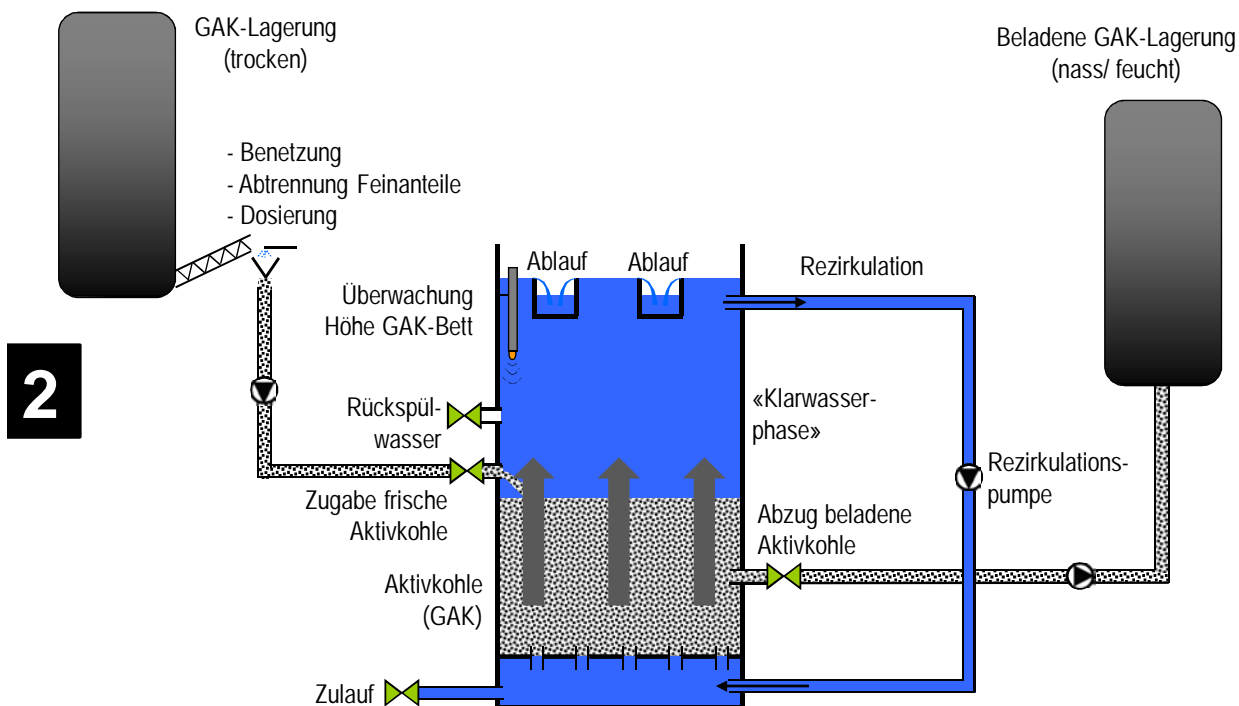 GAK-Lagerung
(trocken)
Beladene GAK-Lagerung
(nass/ feucht)
- Benetzung
- Abtrennung Feinanteile
- Dosierung
Ablauf
Ablauf
Rezirkulation
Überwachung
Höhe GAK-Bett
2
Rückspül-
wasser
«Klarwasser-
phase»
Rezirkulations-
pumpe
Zugabe frische
Aktivkohle
Abzug beladene
Aktivkohle
Aktivkohle
(GAK)
Zulauf